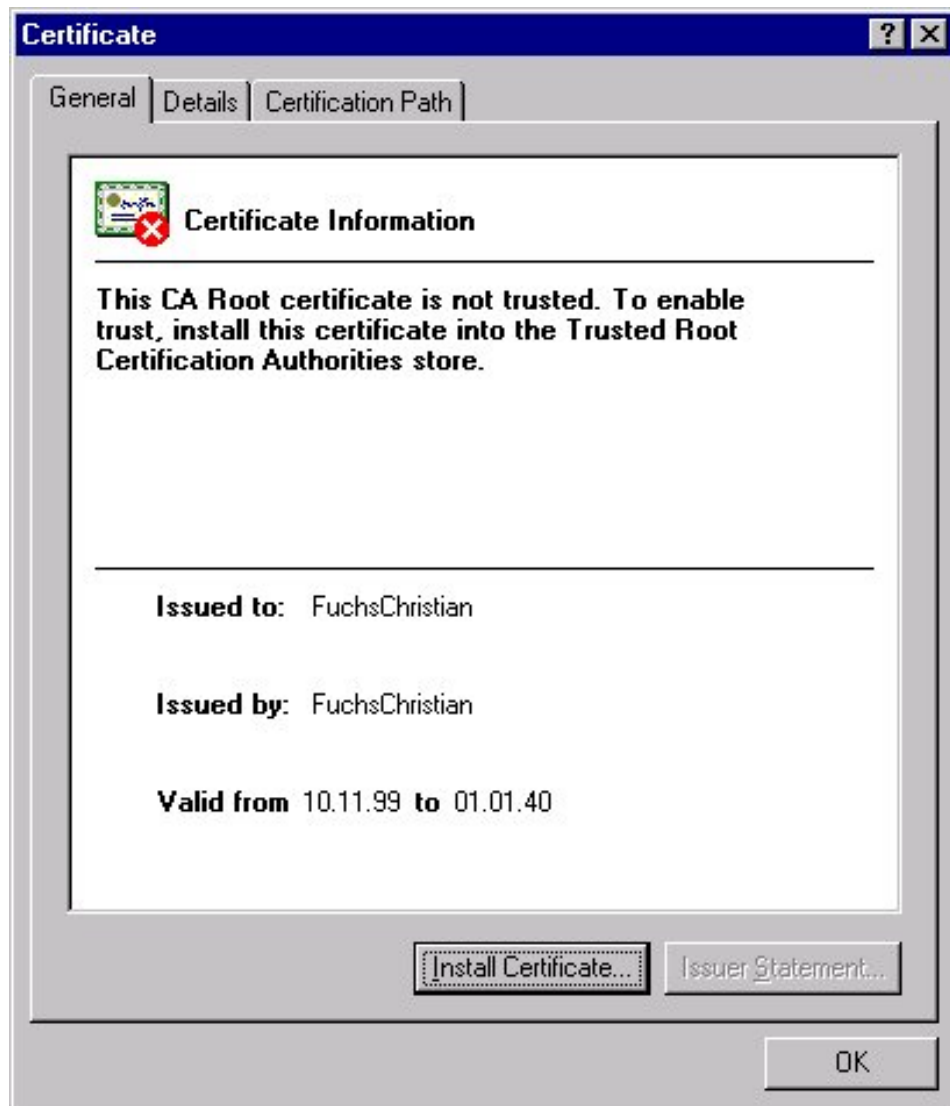 Certificate
General Details Certification Path
Certificate Information
This CA Root certificate is not trusted. To enable
trust, install this certificate into the Trusted Root
Certification Authorities store.
Issued to: FuchsChristian
Issued by: FuchsChristian
Valid from 10.11.99 to 01.01.40
Install Certificate... Issuer Statement...
OK